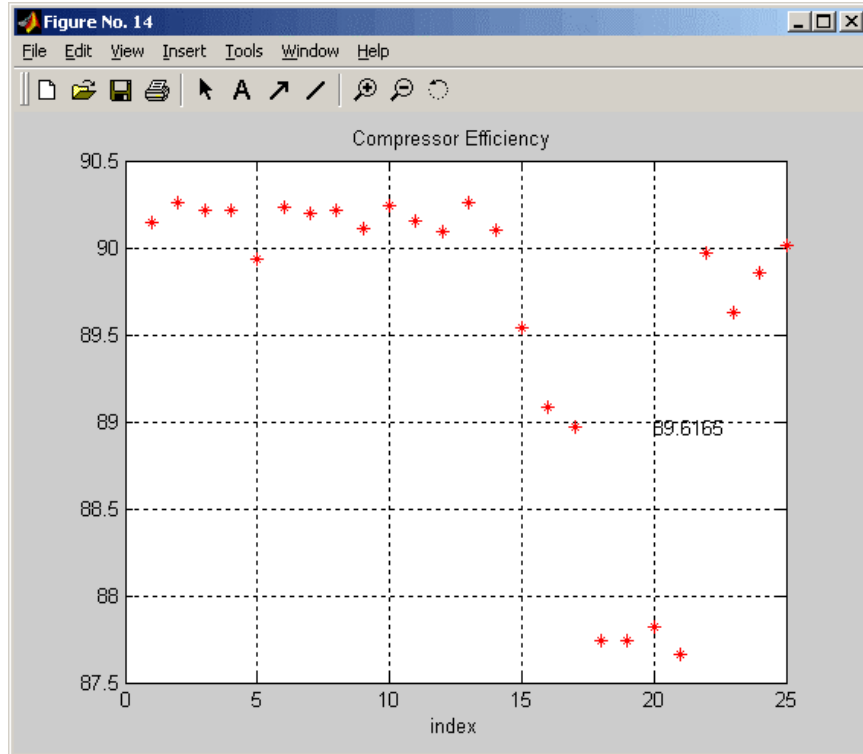 Figure No. 14
File Edit View Insert Tools Window Help
A
Compressor Efficiency
90.5
90
89.5
89
88.5
88
87.5
89.6165
0 5 10 15 20 25
index